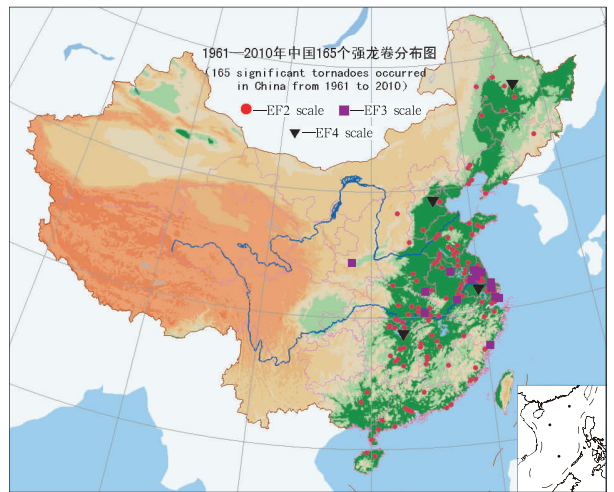 1961—2010年中国165个强龙卷分布图
(165 significant tornadoes occurred
in China from 1961 to 2010)
—EF2 scale —EF3 scale
—EF4 scale